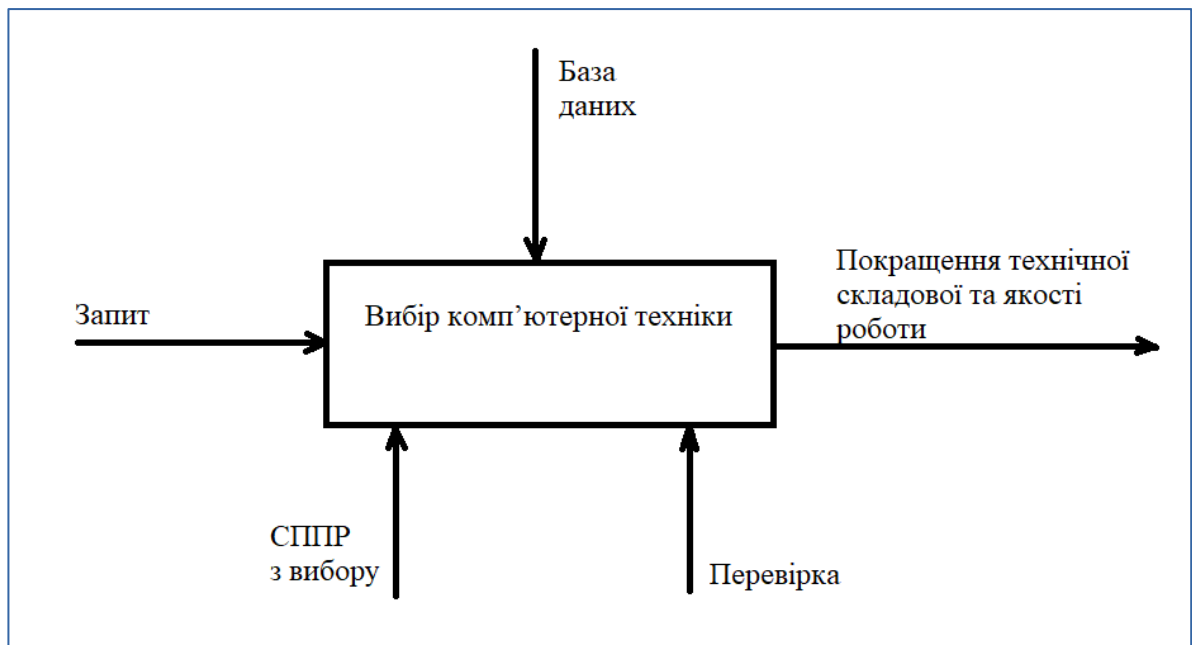 База
даних
Покращення технічної
складової та якості
роботи
Запит
Вибір комп’ютерної техніки
СППР
з вибору
Перевірка